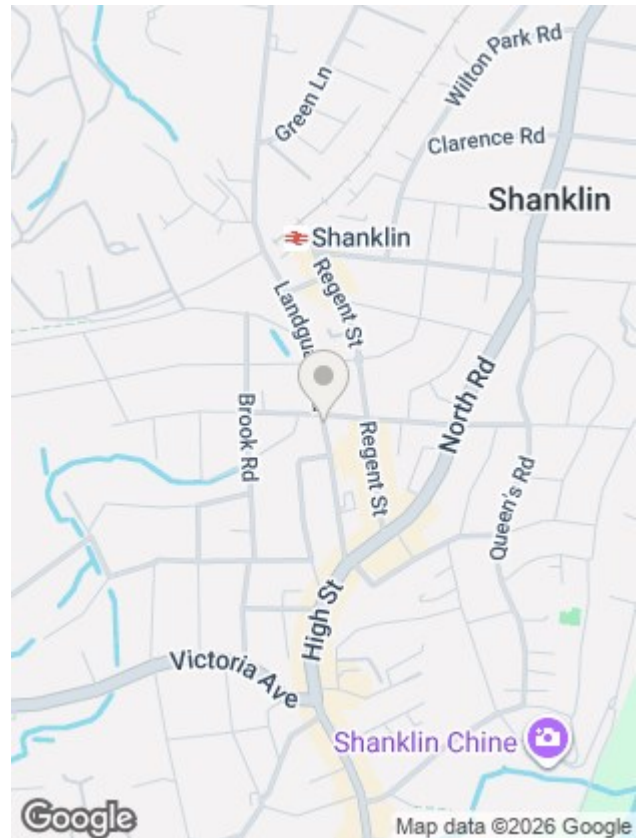 Wilton Park Rd
Green Ln
Clarence Rd
Shanklin
Shanklin
Regent St
North Rd
Brook Rd
Regent St
Queen's Rd
High St
Victoria Ave
Shanklin Chine
Google
Map data ©2026 Google